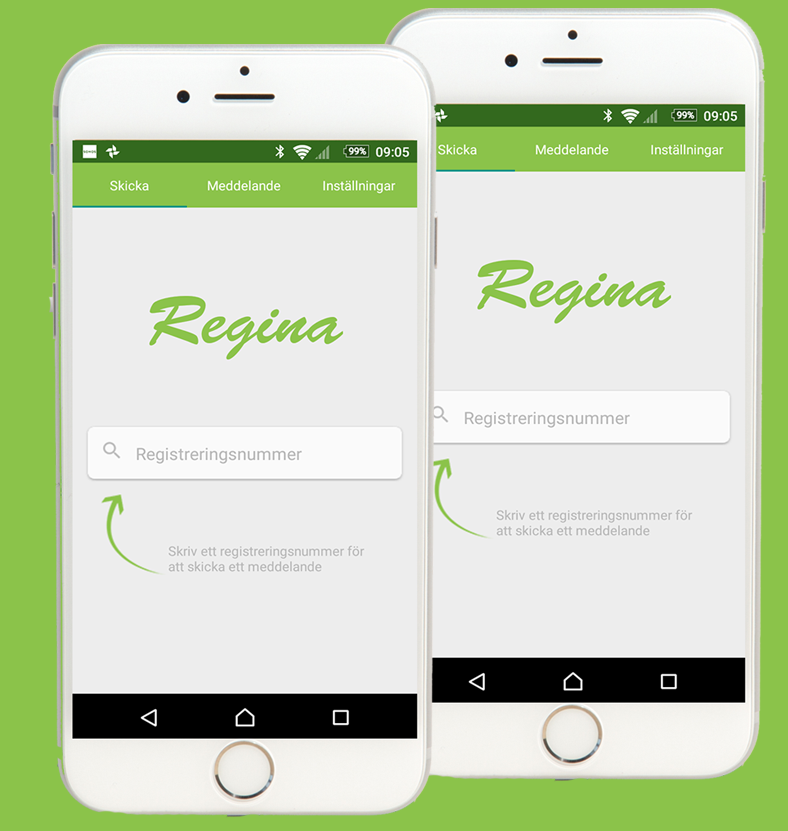 99% 09:05
Skicka Meddelande Inställningar
Regina
Registreringsnummer
Skriv ett registreringsnummer för
att skicka ett meddelande
99% 09:05
kicka Meddelande Inställningar
Regina
Registreringsnummer
Skriv ett registreringsnummer för
att skicka ett meddelande